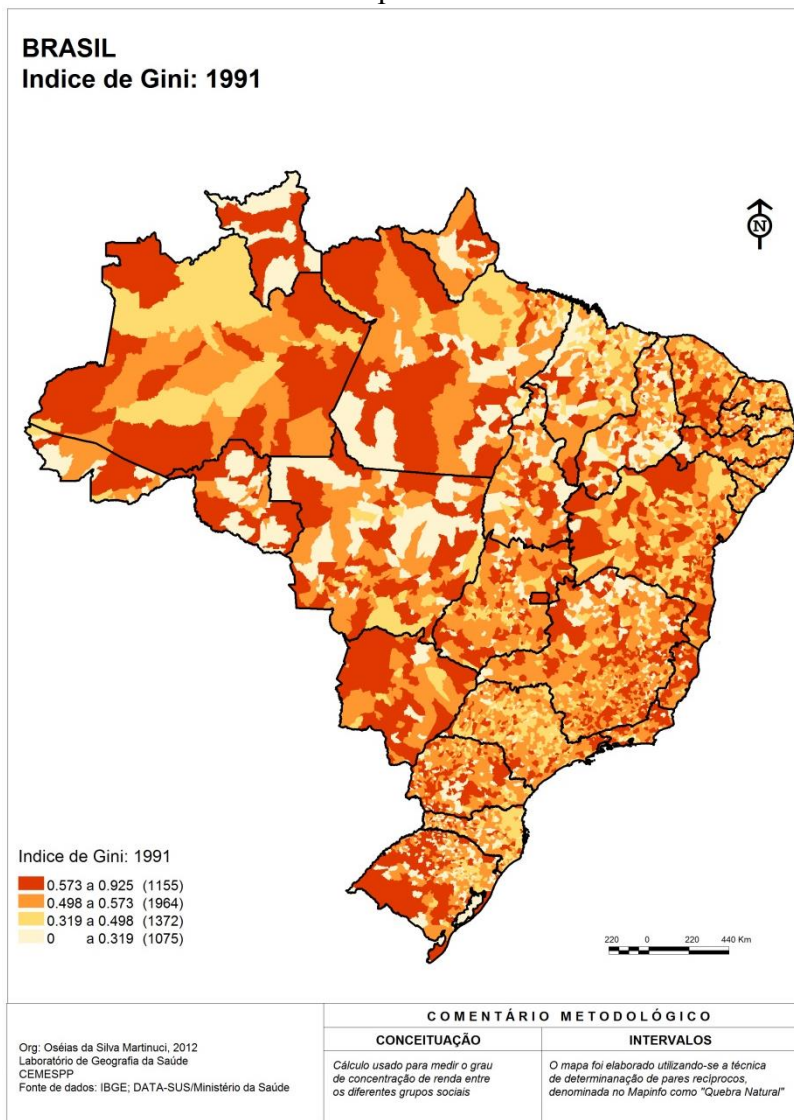 BRASIL
Indice de Gini: 1991
N
Indice de Gini: 1991
0.573 a 0.925 (1155)
0.498 a 0.573 (1964)
0.319 a 0.498 (1372)
0 a 0.319 (1075)
220 0 220 440 Km
Org: Oséias da Silva Martinuci, 2012
Laboratório de Geografia da Saúde
CEMESPP
Fonte de dados: IBGE; DATA-SUS/Ministério da Saúde
COMENTÁRIO METODOLÓGICO
CONCEITUAÇÃO
Cálculo usado para medir o grau
de concentração de renda entre
os diferentes grupos sociais
INTERVALOS
O mapa foi elaborado utilizando-se a técnica
de determinanação de pares recíprocos,
denominada no Mapinfo como "Quebra Natural"